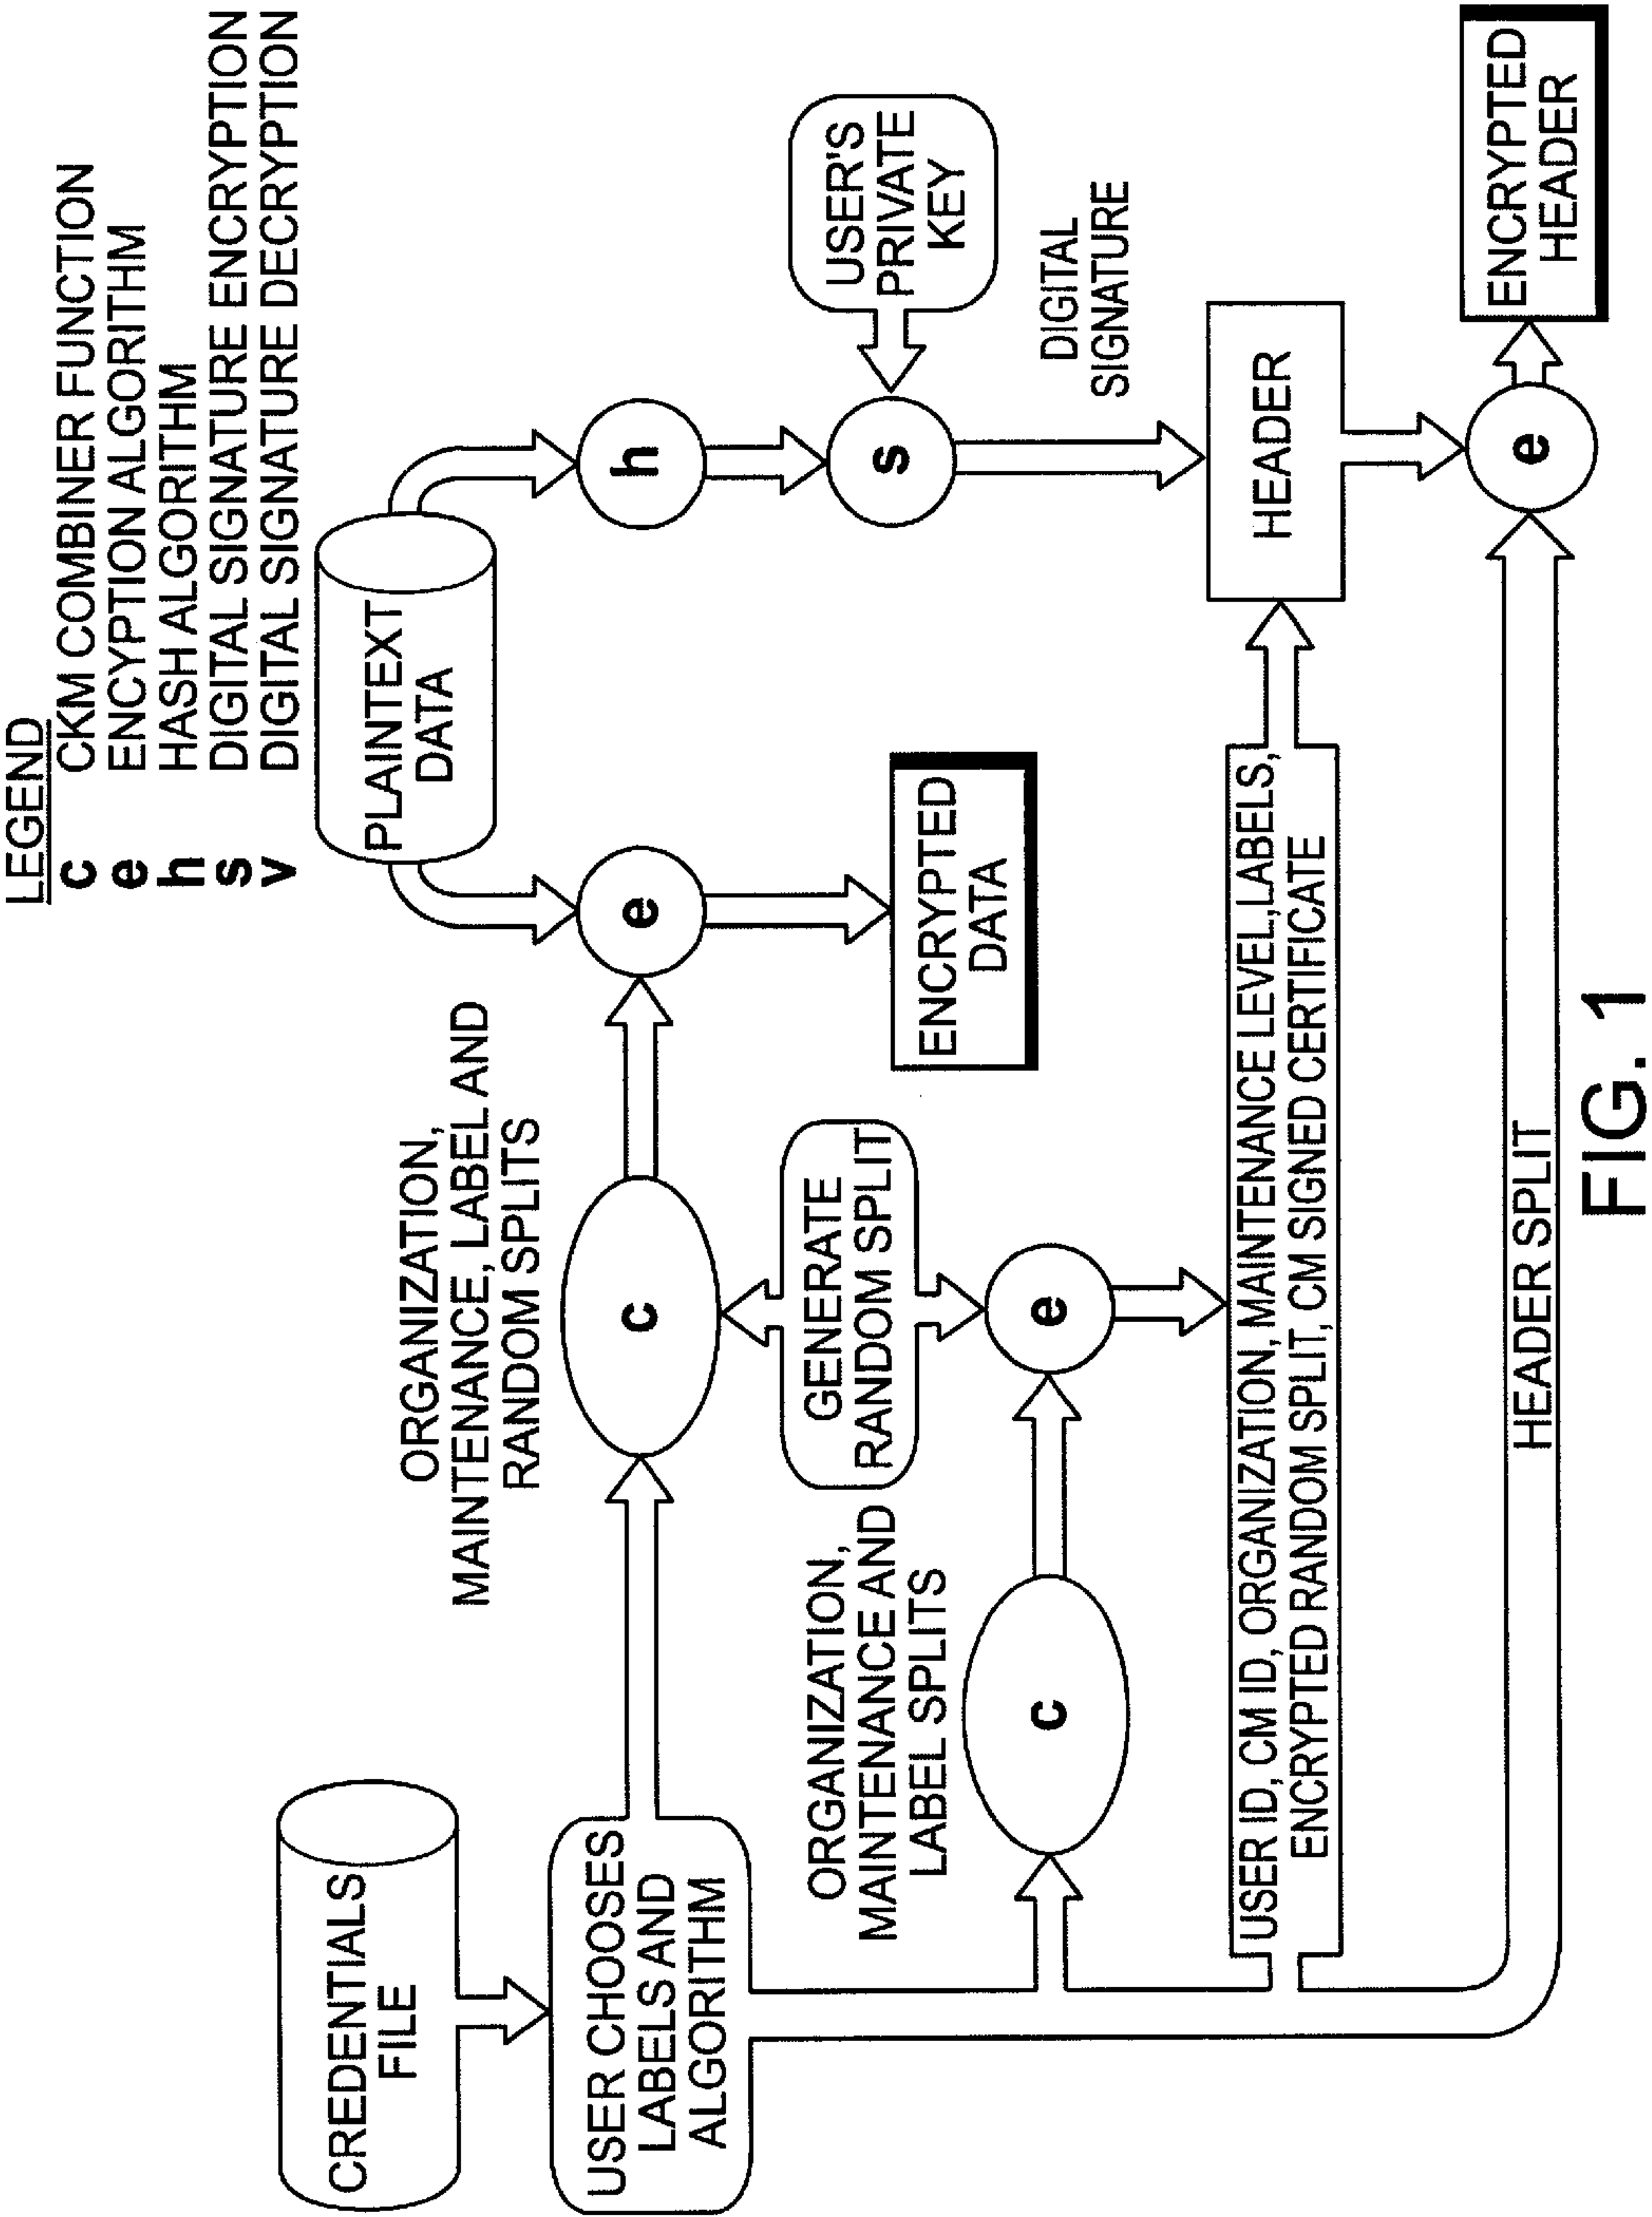 LEGEND
c CKM COMBINER FUNCTION
e ENCYPTION ALGORITHM
h HASH ALGORITHM
s DIGITAL SIGNATURE ENCRYPTION
v DIGITAL SIGNATURE DECRYPTION
CREDENTIALS
FILE
PLAINTEXT
DATA
USER CHOOSES
LABELS AND
ALGORITHM
ORGANIZATION,
MAINTENANCE, LABEL AND
RANDOM SPLITS
c
e
h
GENERATE
RANDOM SPLIT
ENCRYPTED
DATA
s
USER'S
PRIVATE
KEY
ORGANIZATION,
MAINTENANCE AND
LABEL SPLITS
c
e
DIGITAL
SIGNATURE
USER ID, CM ID, ORGANIZATION, MAINTENANCE LEVEL,LABELS,
ENCRYPTED RANDOM SPLIT, CM SIGNED CERTIFICATE
HEADER
HEADER SPLIT
e
ENCRYPTED
HEADER
FIG. 1